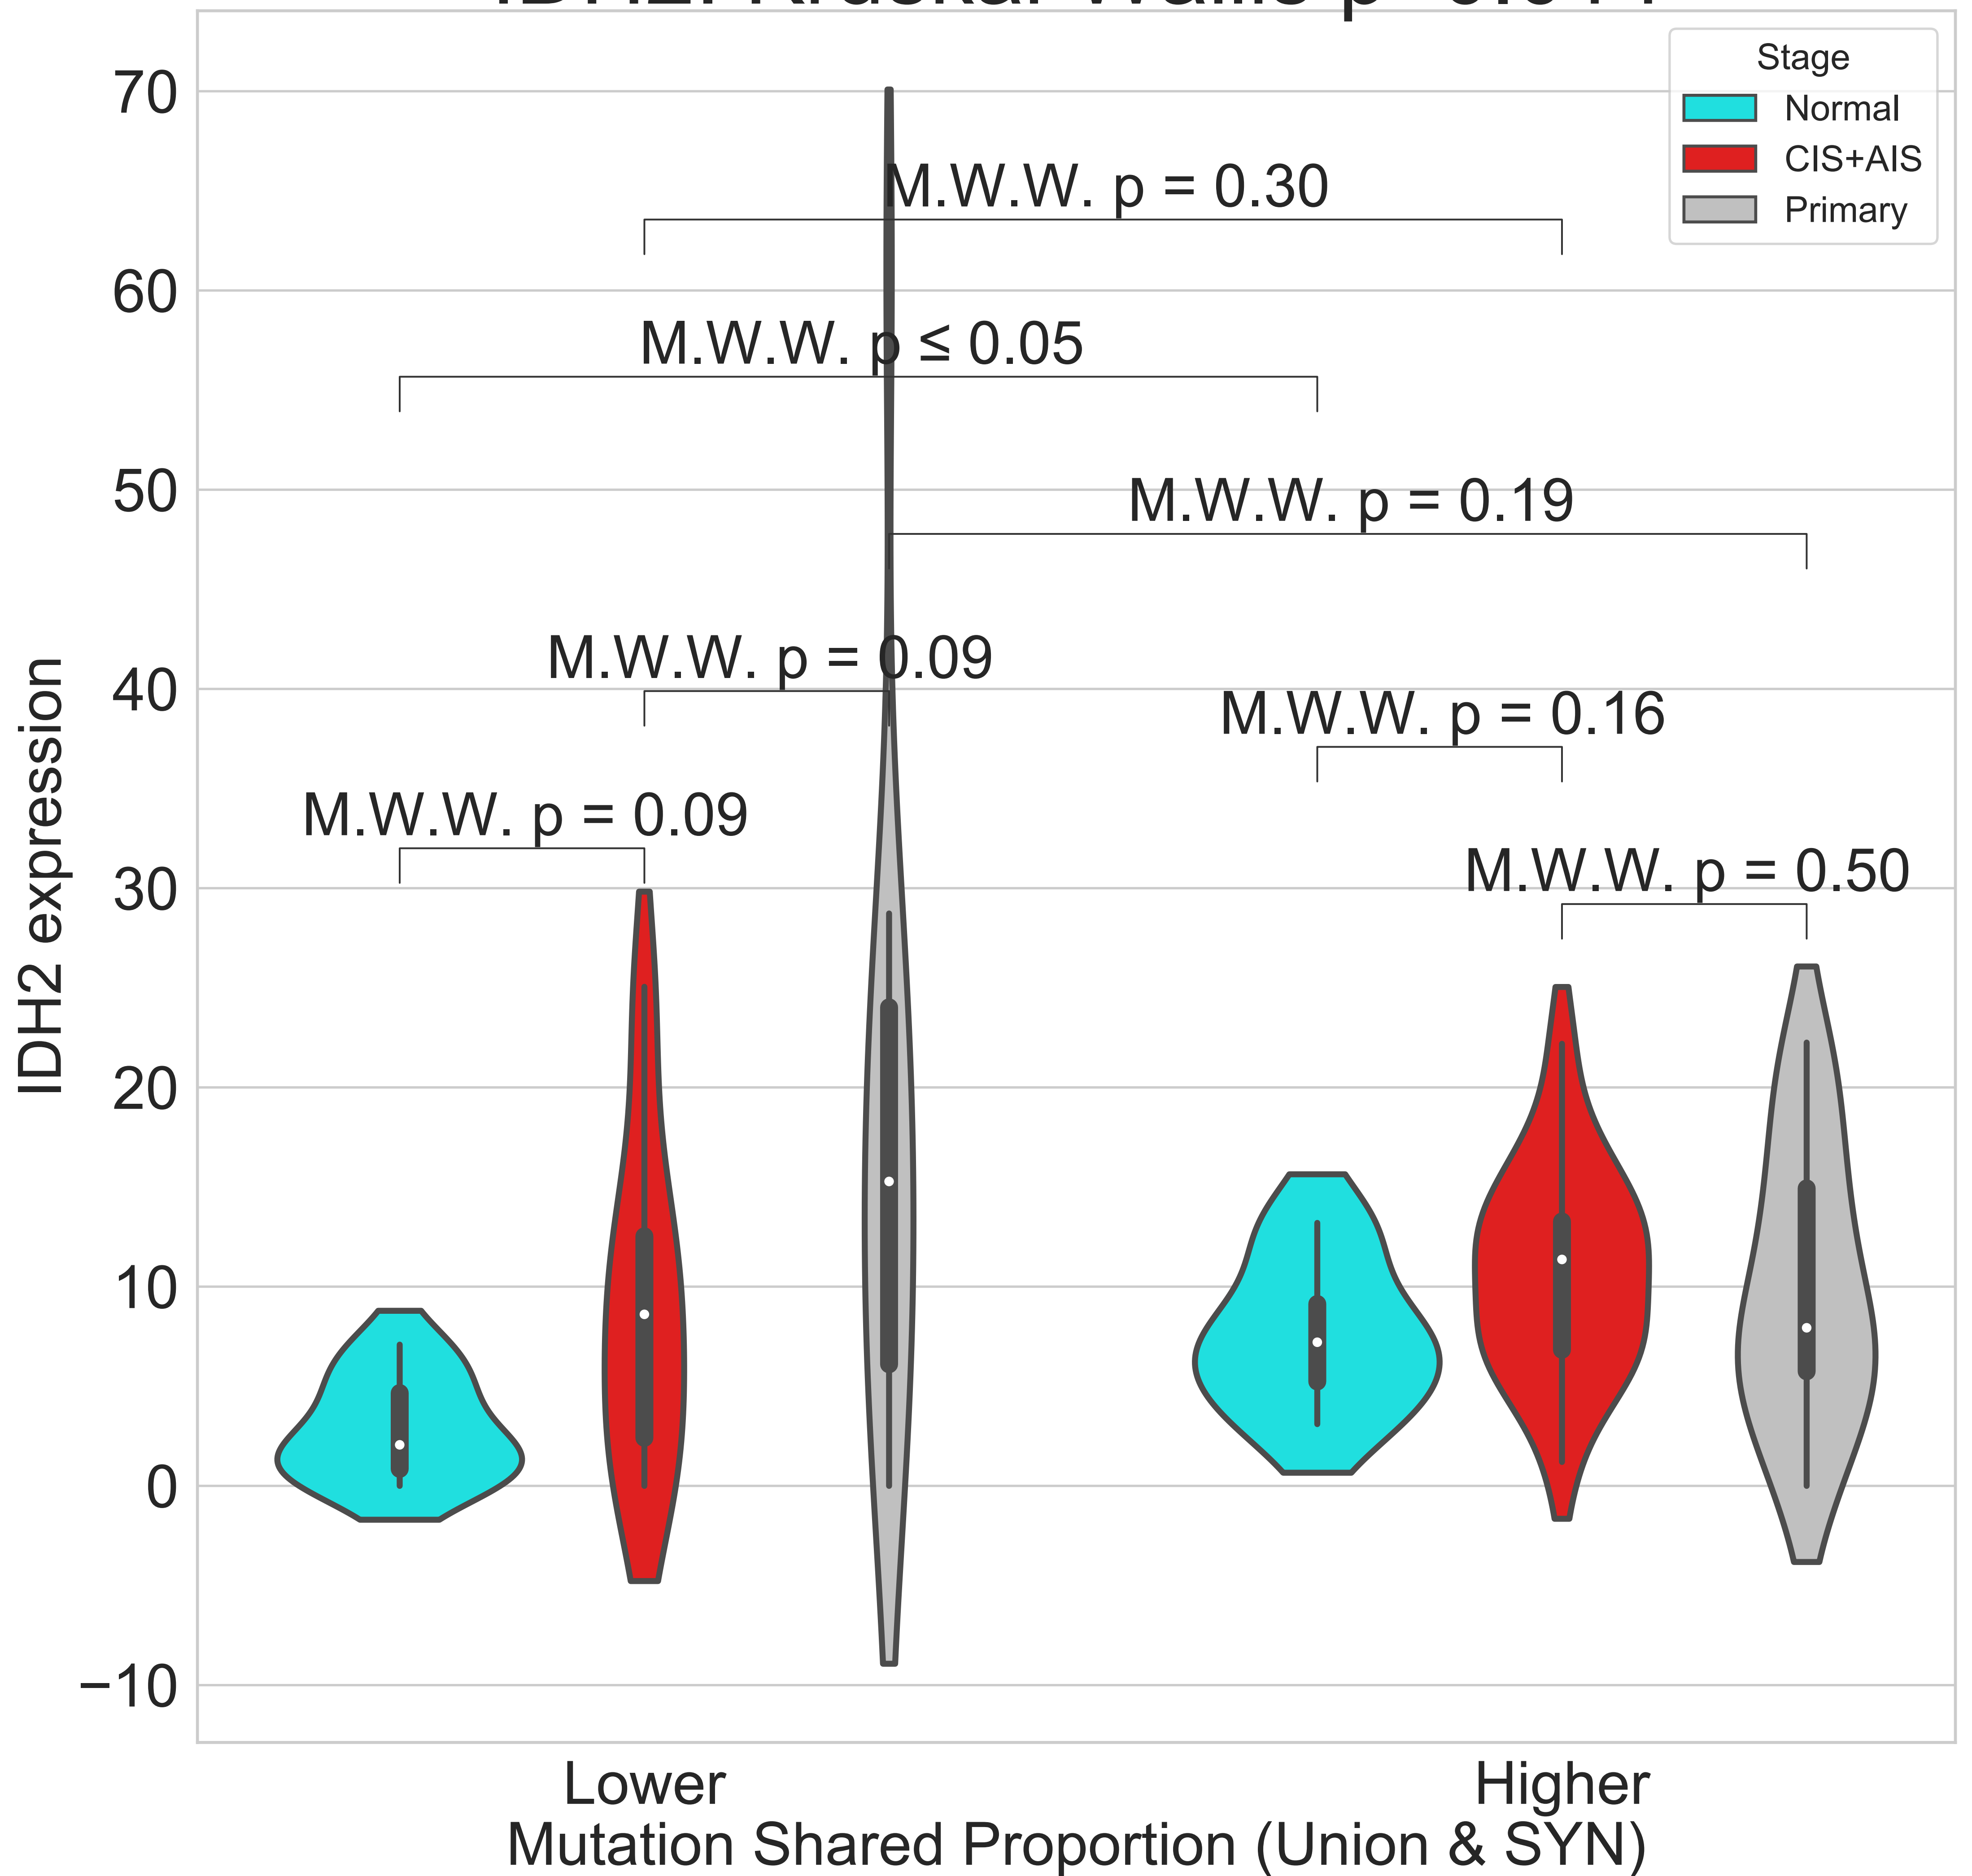 70
60
50
40
30
20
10
0
−10
IDH2 expression
Stage
Normal
CIS+AIS
Primary
M.W.W. p = 0.30
M.W.W. p ≤ 0.05
M.W.W. p = 0.19
M.W.W. p = 0.09
M.W.W. p = 0.16
M.W.W. p = 0.09
M.W.W. p = 0.50
Lower
Higher
Mutation Shared Proportion (Union & SYN)